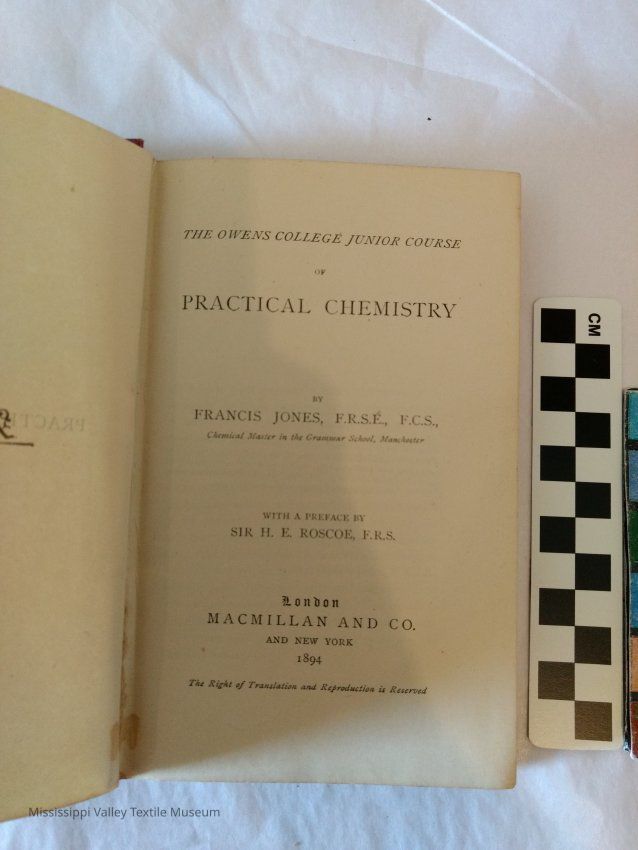 THE OWENS COLLEGE JUNIOR COURSE
OF
PRACTICAL CHEMISTRY
BY
FRANCIS JONES, F.R.S.E., F.C.S.,
Chemical Master in the Grammar School, Manchester
WITH A PREFACE BY
SIR H. E. ROSCOE, F.R.S.
London
MACMILLAN AND CO.
AND NEW YORK
1894
The Right of Translation and Reproduction is Reserved
CM
Mississippi Valley Textile Museum